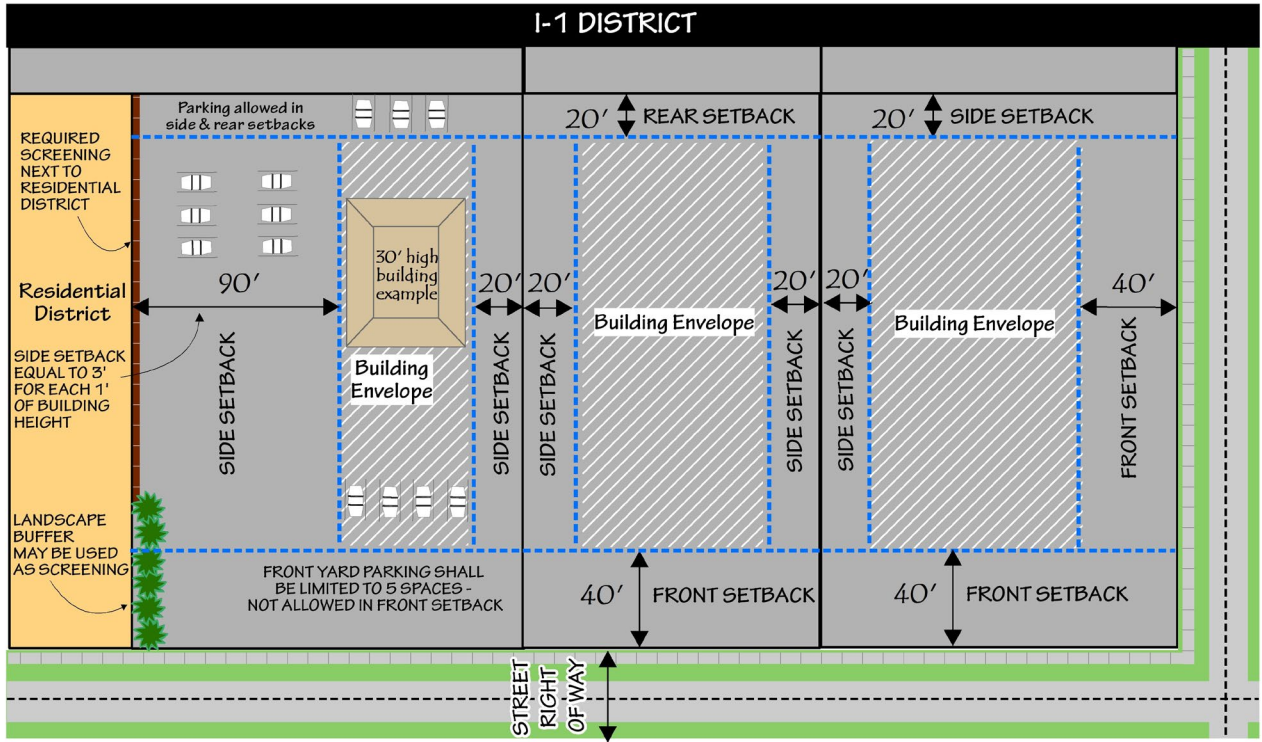 I-1 DISTRICT
Parking allowed in
side & rear setbacks
20' REAR SETBACK
20' SIDE SETBACK
REQUIRED
SCREENING
NEXT TO
RESIDENTIAL
DISTRICT
Residential
District
SIDE SETBACK
EQUAL TO 3'
FOR EACH 1'
OF BUILDING
HEIGHT
LANDSCAPE
BUFFER
MAY BE USED
AS SCREENING
90'
SIDE SETBACK
30' high
building
example
Building
Envelope
20'
SIDE SETBACK
20'
SIDE SETBACK
Building Envelope
20'
SIDE SETBACK
20'
SIDE SETBACK
Building Envelope
40'
FRONT SETBACK
FRONT YARD PARKING SHALL
BE LIMITED TO 5 SPACES -
NOT ALLOWED IN FRONT SETBACK
40' FRONT SETBACK
40' FRONT SETBACK
STREET
RIGHT
OF WAY